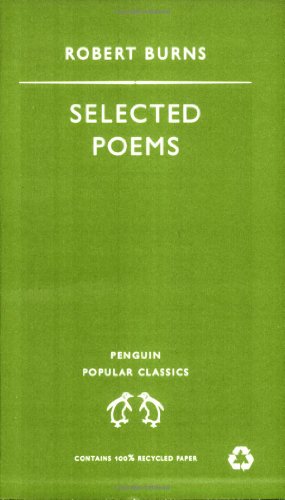 ROBERT BURNS
SELECTED
POEMS
PENGUIN
POPULAR CLASSICS
CONTAINS 100% RECYCLED PAPER